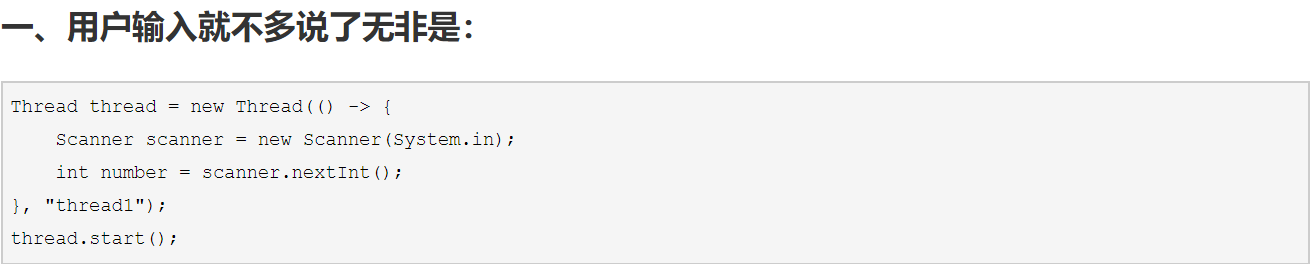 一、用户输入就不多说了无非是：
Thread thread = new Thread(() -> {
    Scanner scanner = new Scanner(System.in);
    int number = scanner.nextInt();
}, "thread1");
thread.start();